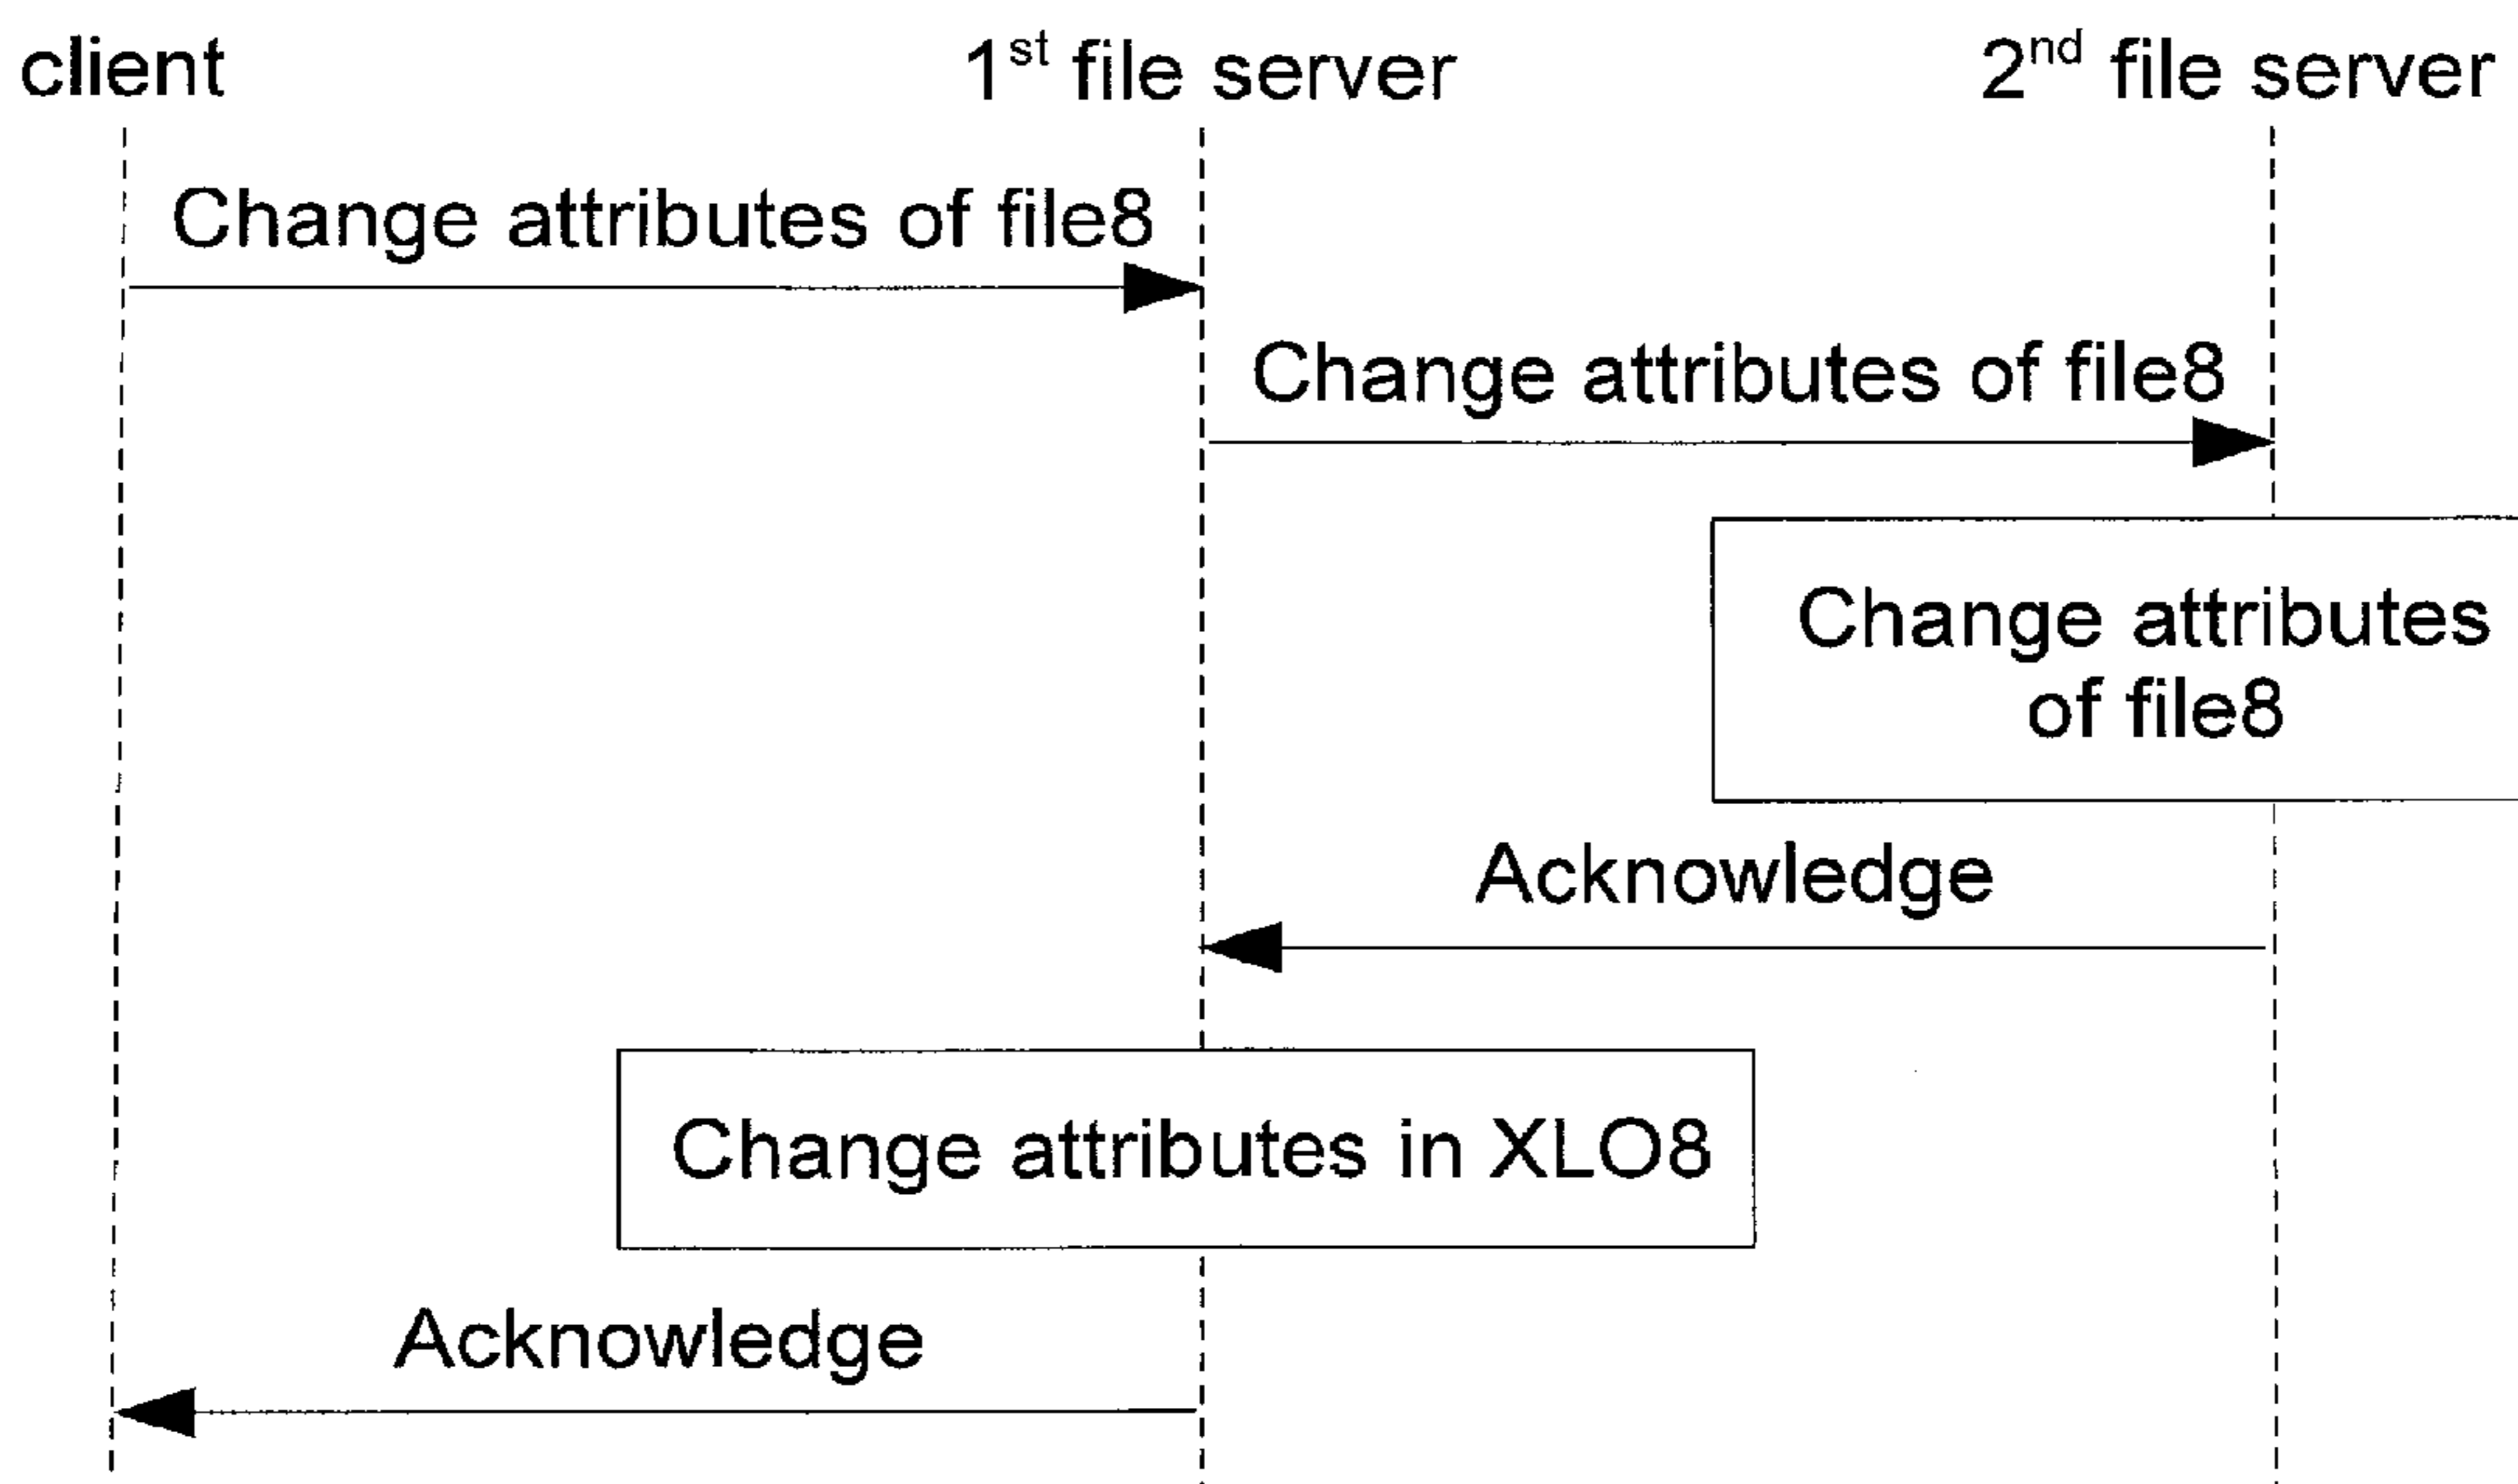 client
1st file server
2nd file server
Change attributes of file8
Change attributes of file8
Change attributes
of file8
Acknowledge
Change attributes in XLO8
Acknowledge